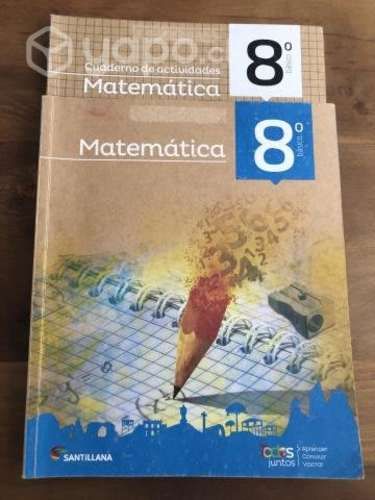 yapo.cl
Cuaderno de actividades
Matemática
8º
básico
Matemática
8º
básico
SANTILLANA
todos
juntos
Aprender
Convivir
Valorar